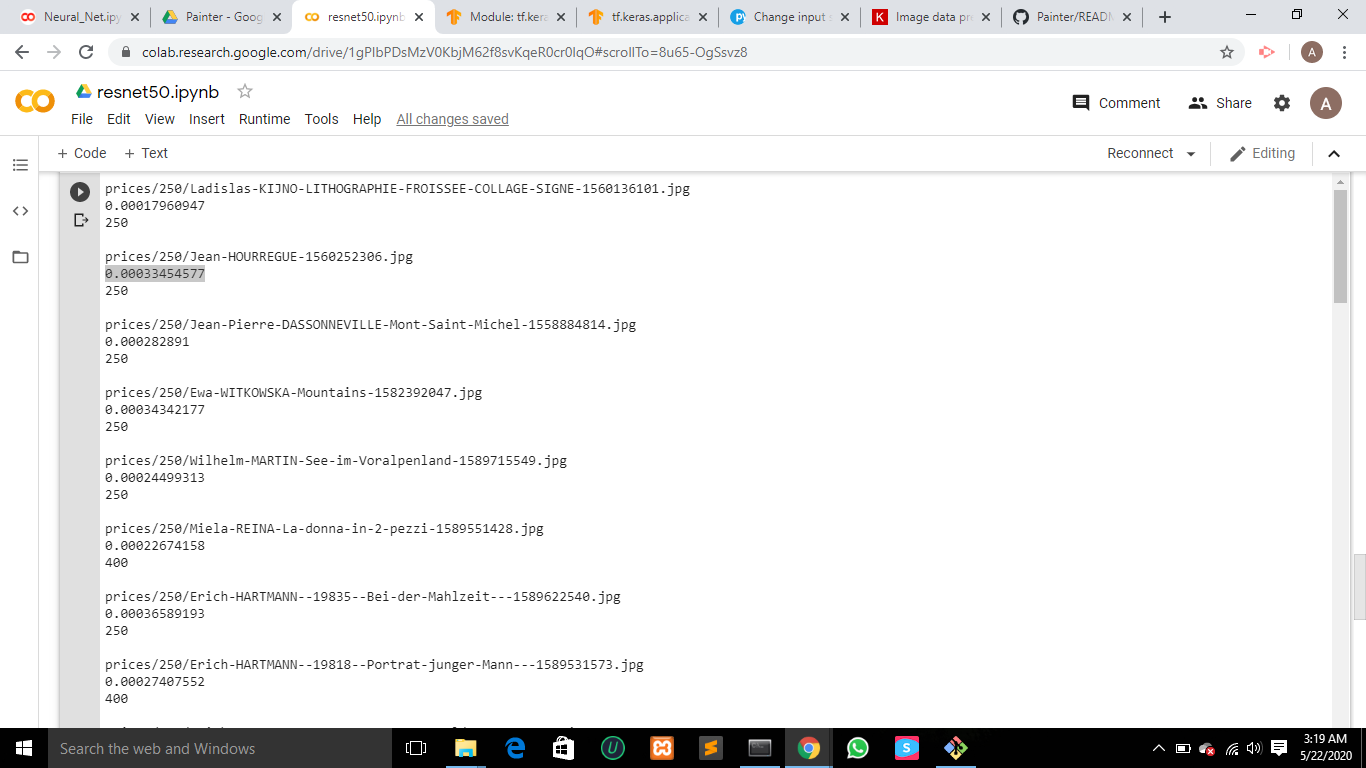 Neural_Net.ipy
Painter - Goog
resnet50.ipynb
Module: tf.kera
tf.keras.applica
Change input s
Image data pre
Painter/READM
colab.research.google.com/drive/1gPIbPDsMzV0KbjM62f8svKqeR0cr0IqO#scrollTo=8u65-OgSsvz8
A
resnet50.ipynb
File Edit View Insert Runtime Tools Help All changes saved
Comment Share A
+ Code + Text
Reconnect Editing
prices/250/Ladislas-KIJNO-LITHOGRAPHIE-FROISSEE-COLLAGE-SIGNE-1560136101.jpg
0.00017960947
250
prices/250/Jean-HOURREGUE-1560252306.jpg
0.00033454577
250
prices/250/Jean-Pierre-DASSONNEVILLE-Mont-Saint-Michel-1558884814.jpg
0.000282891
250
prices/250/Ewa-WITKOWSKA-Mountains-1582392047.jpg
0.00034342177
250
prices/250/Wilhelm-MARTIN-See-im-Voralpenland-1589715549.jpg
0.00024499313
250
prices/250/Miela-REINA-La-donna-in-2-pezzi-1589551428.jpg
0.00022674158
400
prices/250/Erich-HARTMANN--19835--Bei-der-Mahlzeit---1589622540.jpg
0.00036589193
250
prices/250/Erich-HARTMANN--19818--Portrat-junger-Mann---1589531573.jpg
0.00027407552
400
Search the web and Windows
3:19 AM
5/22/2020